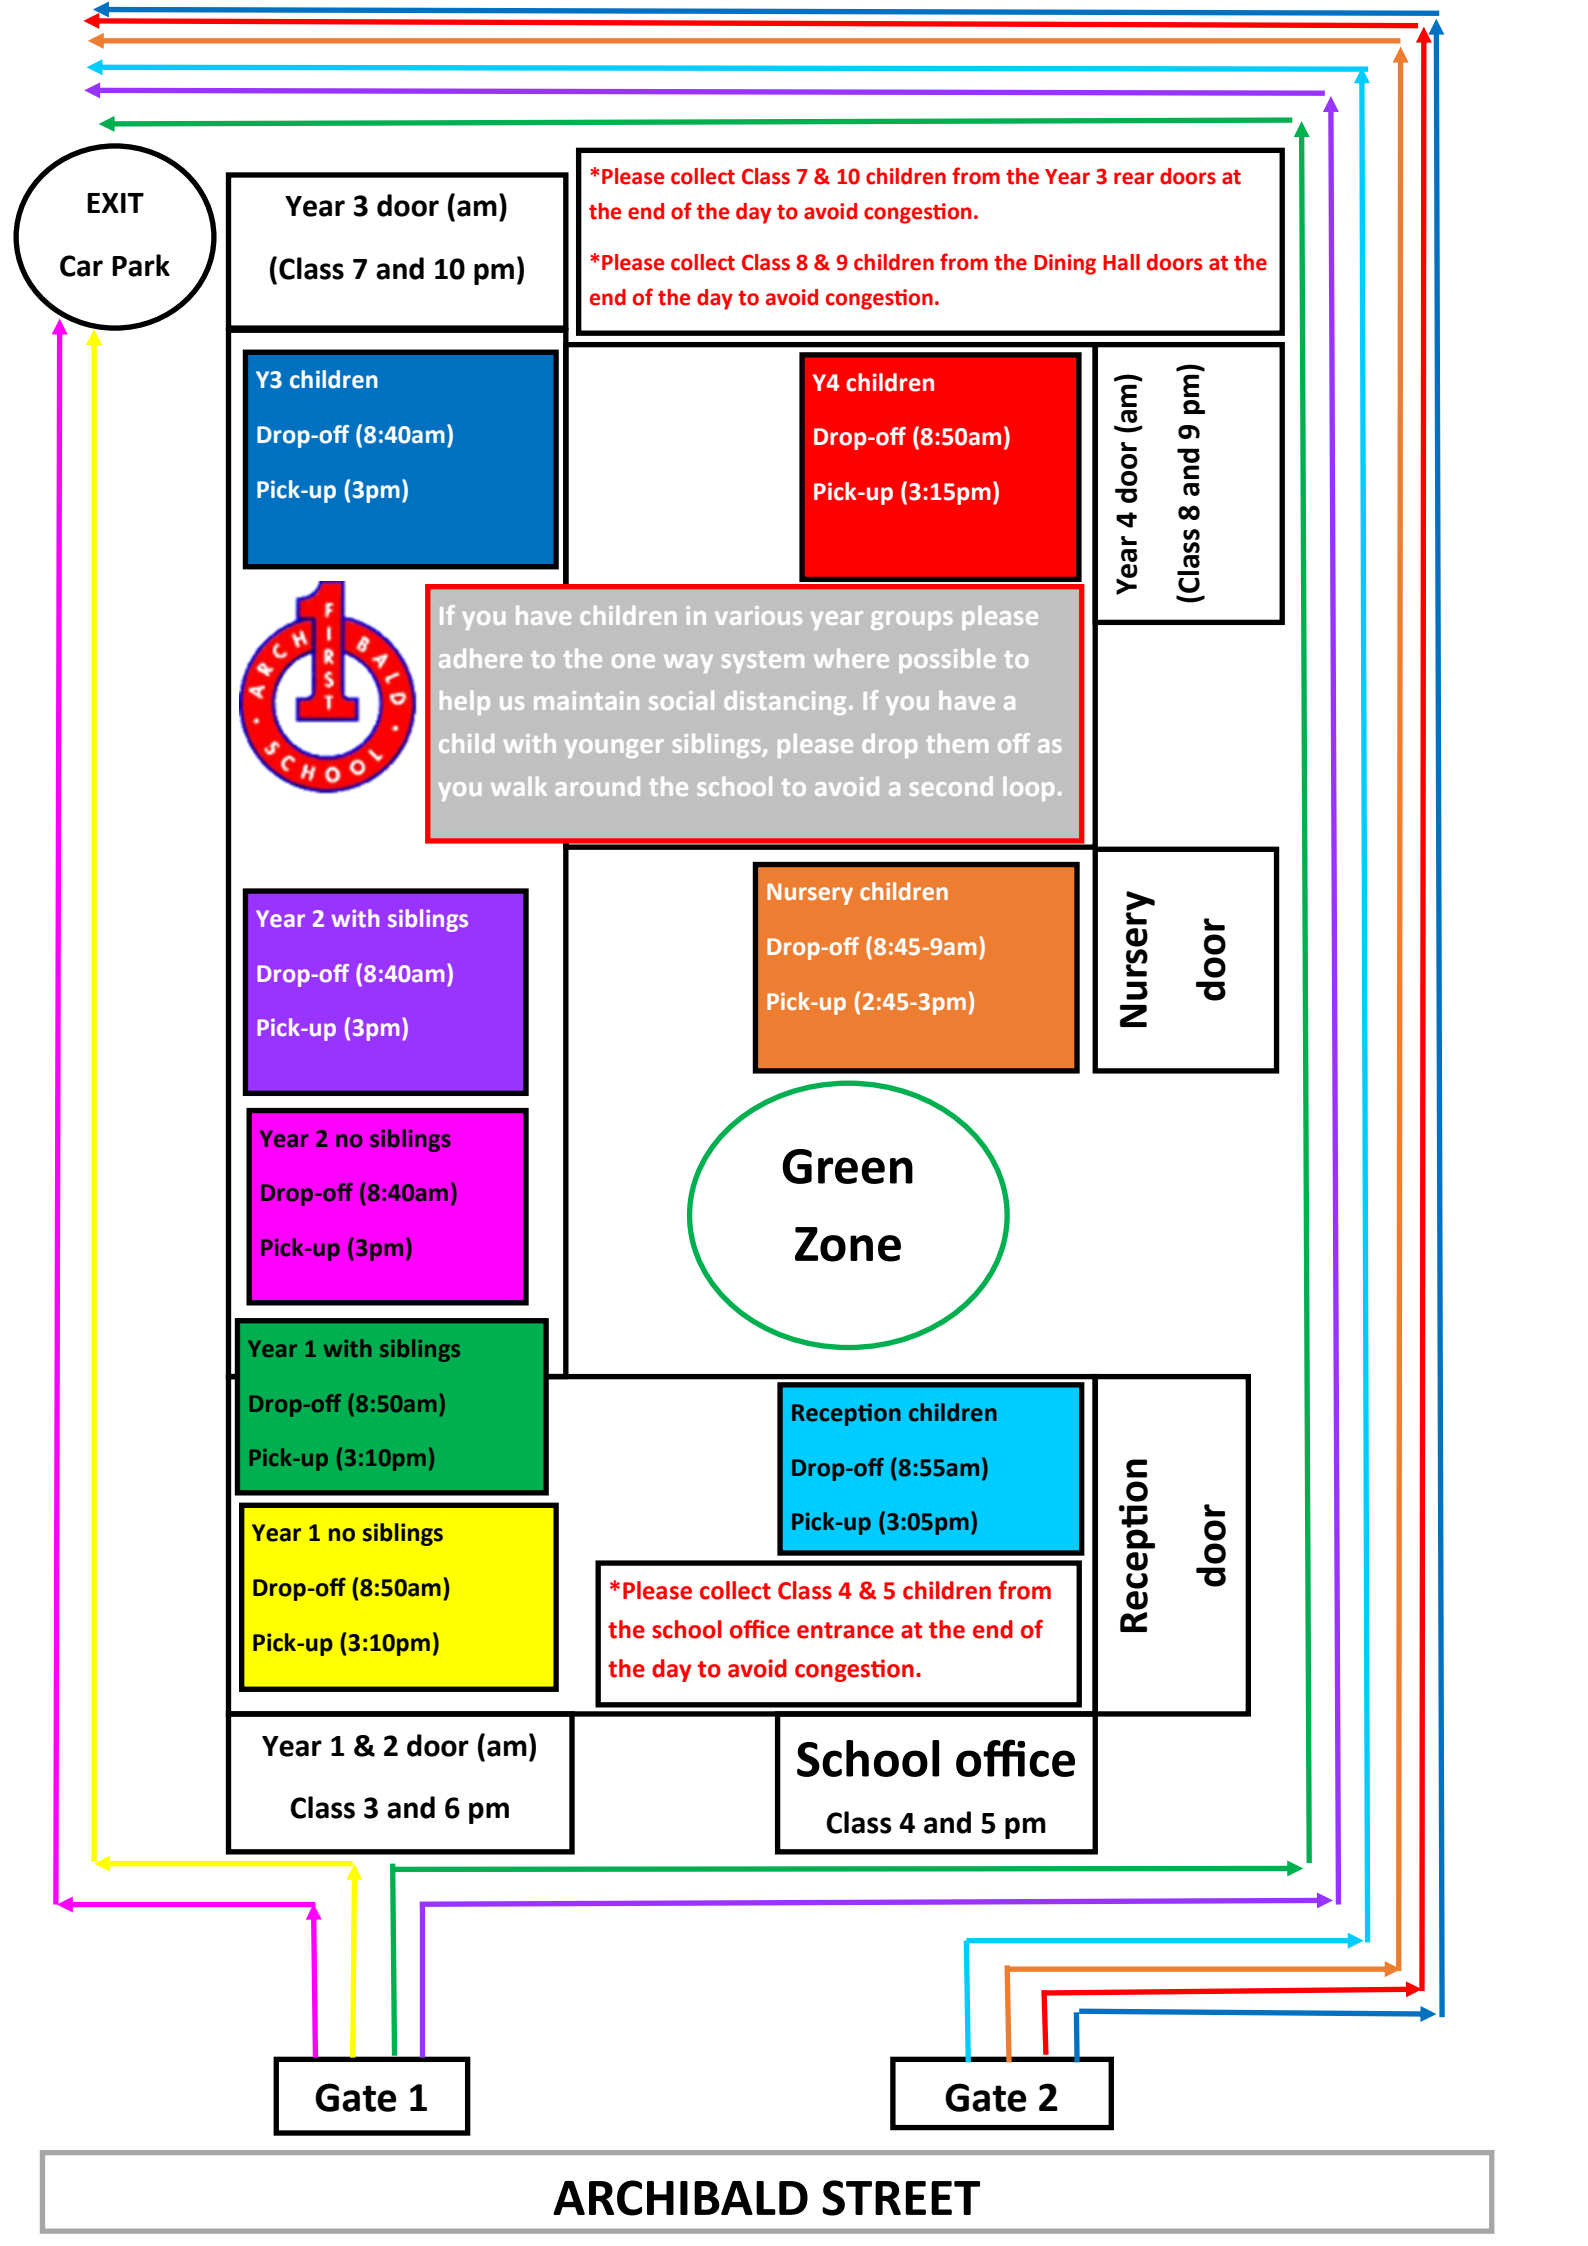 EXIT
Car Park
Year 3 door (am)
(Class 7 and 10 pm)
*Please collect Class 7 & 10 children from the Year 3 rear doors at
the end of the day to avoid congestion.
*Please collect Class 8 & 9 children from the Dining Hall doors at the
end of the day to avoid congestion.
Y3 children
Drop-off (8:40am)
Pick-up (3pm)
Y4 children
Drop-off (8:50am)
Pick-up (3:15pm)
Year 4 door (am)
(Class 8 and 9 pm)
ARCHIBALD
FIRST
SCHOOL
If you have children in various year groups please
adhere to the one way system where possible to
help us maintain social distancing. If you have a
child with younger siblings, please drop them off as
you walk around the school to avoid a second loop.
Year 2 with siblings
Drop-off (8:40am)
Pick-up (3pm)
Nursery children
Drop-off (8:45-9am)
Pick-up (2:45-3pm)
Nursery
door
Year 2 no siblings
Drop-off (8:40am)
Pick-up (3pm)
Green
Zone
Year 1 with siblings
Drop-off (8:50am)
Pick-up (3:10pm)
Reception children
Drop-off (8:55am)
Pick-up (3:05pm)
Reception
door
Year 1 no siblings
Drop-off (8:50am)
Pick-up (3:10pm)
*Please collect Class 4 & 5 children from
the school office entrance at the end of
the day to avoid congestion.
Year 1 & 2 door (am)
Class 3 and 6 pm
School office
Class 4 and 5 pm
Gate 1
Gate 2
ARCHIBALD STREET